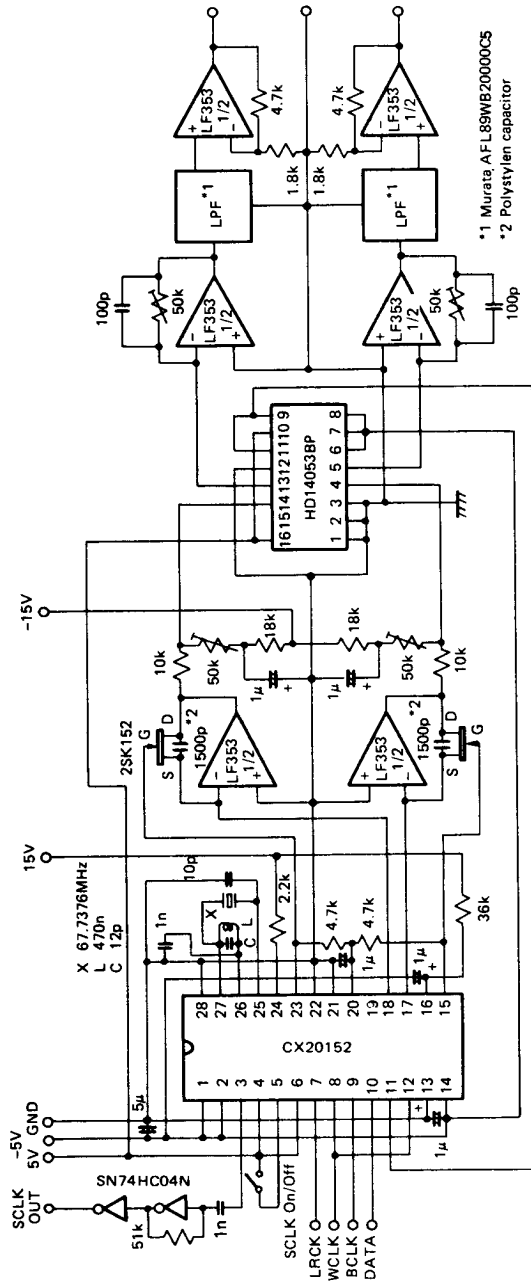 SCLK OUT
-5V
5V
GND
15V
-15V
SN74HC04N
51k
1n
5μ
X 67.7376MHz
L 470n
C 12p
1n
10p
X
L
C
2SK152
G
S
D
1500p
*2
LF353
1/2
+
-
10k
50k
18k
1μ
+
SCLK On/Off
LRCK
WCLK
BCLK
DATA
1
2
3
4
5
6
7
8
9
10
11
12
13
14
CX20152
28
27
26
25
24
23
22
21
20
19
18
17
16
15
1μ
+
2.2k
4.7k
4.7k
1μ
1μ
+
36k
LF353
1/2
+
-
1500p
*2
S
D
G
1μ
+
18k
50k
10k
16 15 14 13 12 11 10 9
HD14053BP
1 2 3 4 5 6 7 8
100p
50k
LF353
1/2
-
+
LPF *1
LF353
1/2
+
-
4.7k
1.8k
1.8k
4.7k
LF353
1/2
+
-
50k
100p
LPF *1
LF353
1/2
-
+
*1 Murata AFL89WB20000C5
*2 Polystylen capacitor